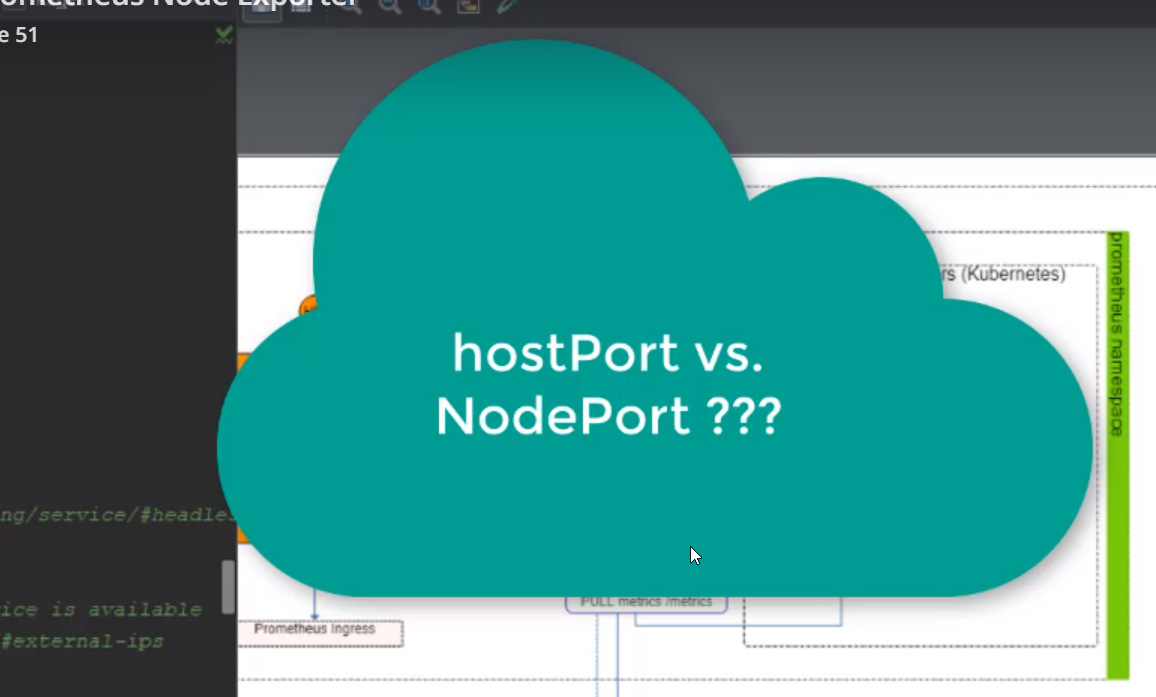 ometheus Node Exporter
e 51
rs (Kubernetes)
prometheus namespace
hostPort vs.
NodePort ???
ng/service/#headles
ice is available
#external-ips
PULL metrics /metrics
Prometheus Ingress